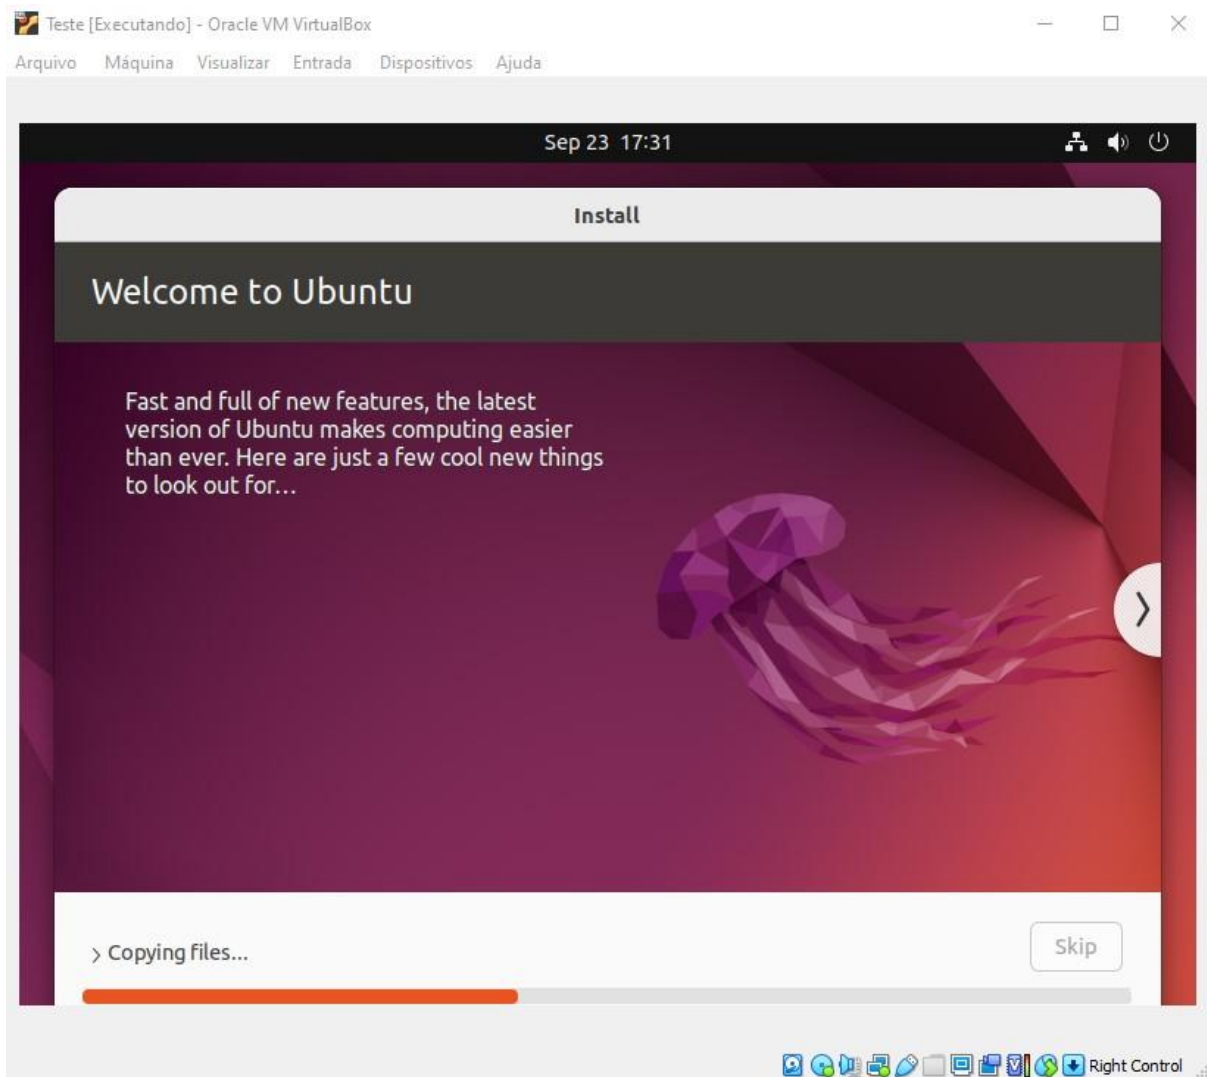 Teste [Executando] - Oracle VM VirtualBox
Arquivo Máquina Visualizar Entrada Dispositivos Ajuda
Sep 23 17:31
Install
Welcome to Ubuntu
Fast and full of new features, the latest
version of Ubuntu makes computing easier
than ever. Here are just a few cool new things
to look out for...
Copying files...
Skip
Right Control